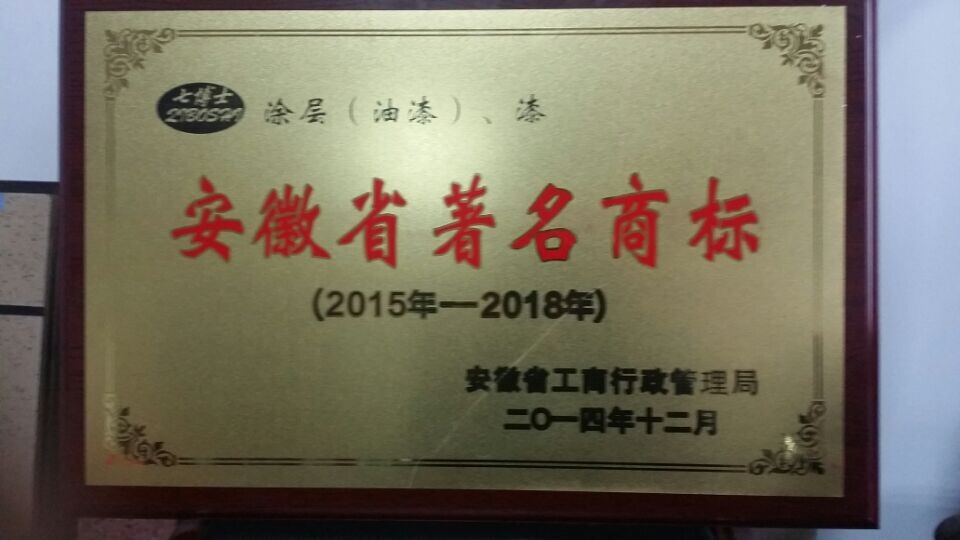 七博士
QIBOSHI
涂层（油漆）、漆
安徽省著名商标
(2015年—2018年)
安徽省工商行政管理局
二〇一四年十二月